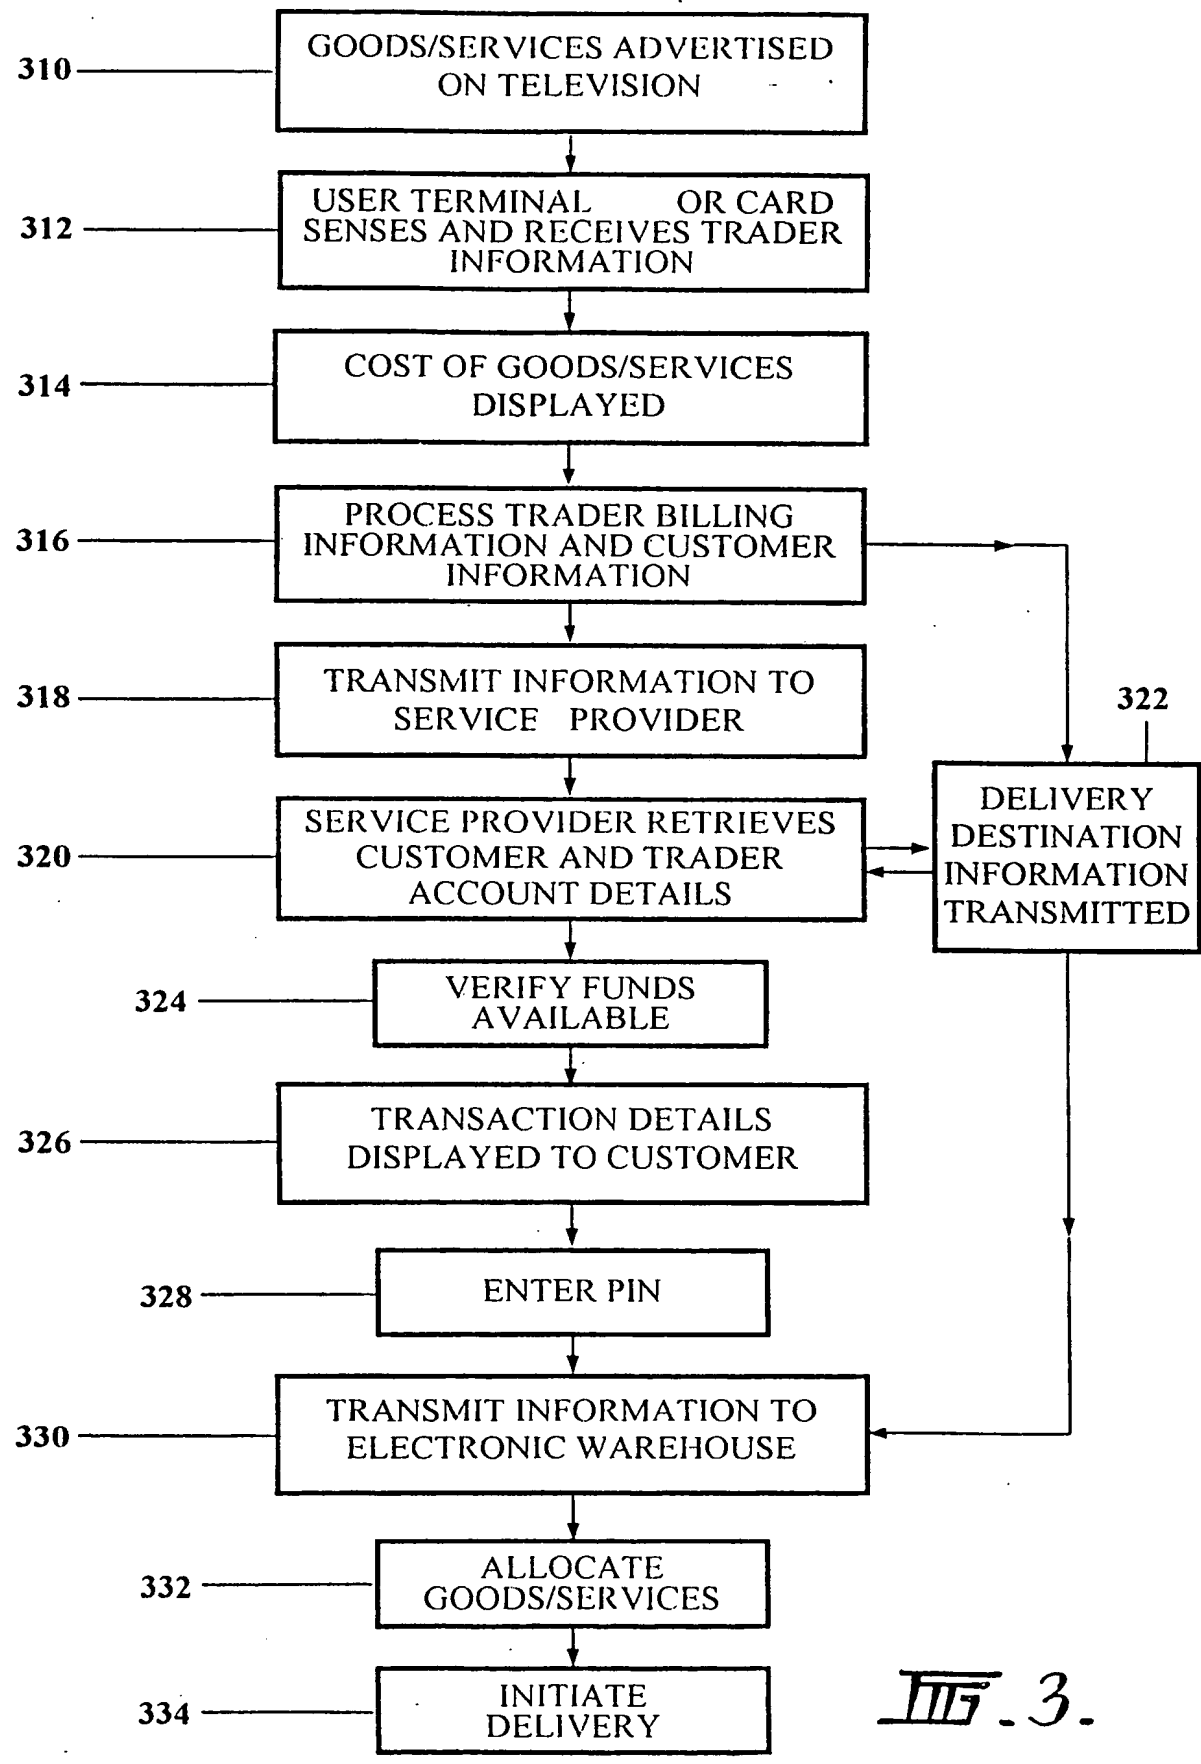 310
GOODS/SERVICES ADVERTISED
ON TELEVISION
312
USER TERMINAL OR CARD
SENSES AND RECEIVES TRADER
INFORMATION
314
COST OF GOODS/SERVICES
DISPLAYED
316
PROCESS TRADER BILLING
INFORMATION AND CUSTOMER
INFORMATION
318
TRANSMIT INFORMATION TO
SERVICE PROVIDER
320
SERVICE PROVIDER RETRIEVES
CUSTOMER AND TRADER
ACCOUNT DETAILS
322
DELIVERY
DESTINATION
INFORMATION
TRANSMITTED
324
VERIFY FUNDS
AVAILABLE
326
TRANSACTION DETAILS
DISPLAYED TO CUSTOMER
328
ENTER PIN
330
TRANSMIT INFORMATION TO
ELECTRONIC WAREHOUSE
332
ALLOCATE
GOODS/SERVICES
334
INITIATE
DELIVERY
FIG. 3.